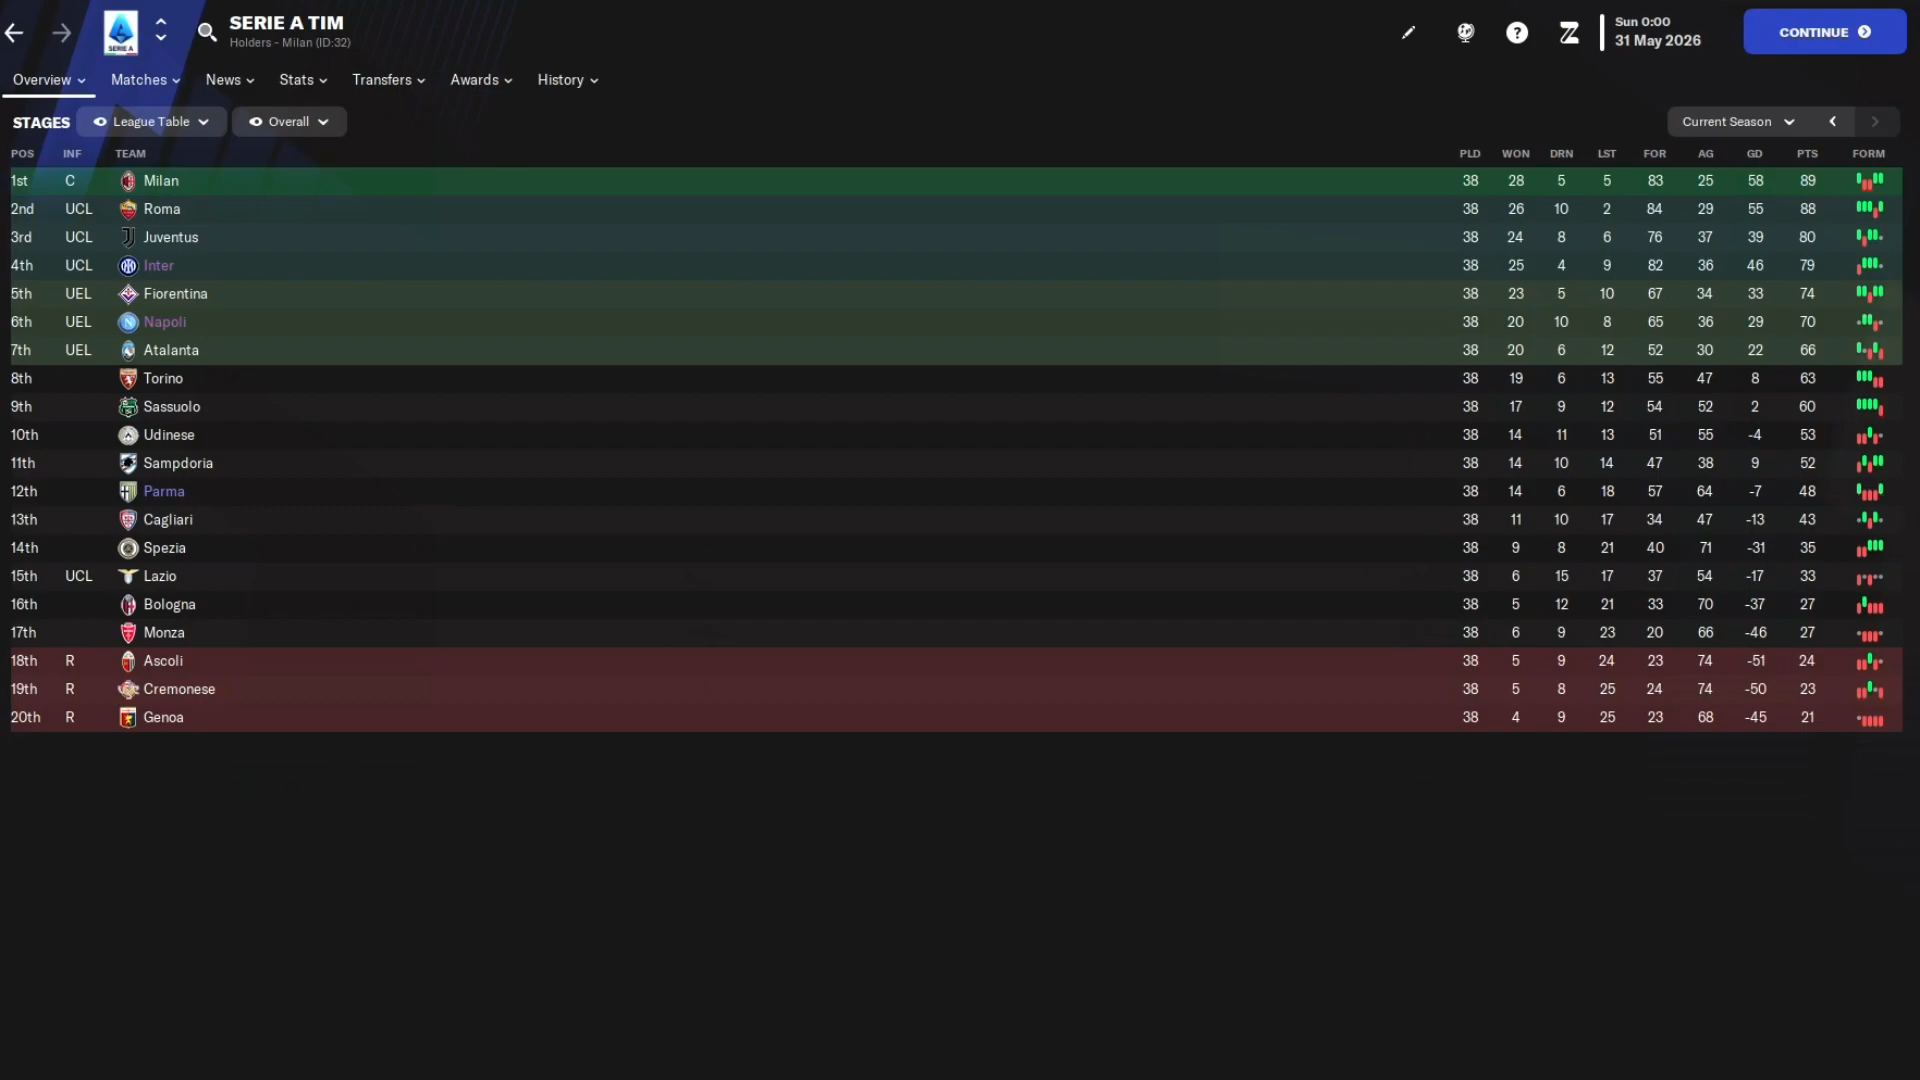 SERIE A TIM
Holders - Milan (ID:32)
SERIE A
Sun 0:00
31 May 2026
CONTINUE
Overview Matches News Stats Transfers Awards History
STAGES League Table Overall Current Season
POS INF TEAM PLD WON DRN LST FOR AG GD PTS FORM
1st C Milan 38 28 5 5 83 25 58 89
2nd UCL Roma 38 26 10 2 84 29 55 88
3rd UCL Juventus 38 24 8 6 76 37 39 80
4th UCL Inter 38 25 4 9 82 36 46 79
5th UEL Fiorentina 38 23 5 10 67 34 33 74
6th UEL Napoli 38 20 10 8 65 36 29 70
7th UEL Atalanta 38 20 6 12 52 30 22 66
8th Torino 38 19 6 13 55 47 8 63
9th Sassuolo 38 17 9 12 54 52 2 60
10th Udinese 38 14 11 13 51 55 -4 53
11th Sampdoria 38 14 10 14 47 38 9 52
12th Parma 38 14 6 18 57 64 -7 48
13th Cagliari 38 11 10 17 34 47 -13 43
14th Spezia 38 9 8 21 40 71 -31 35
15th UCL Lazio 38 6 15 17 37 54 -17 33
16th Bologna 38 5 12 21 33 70 -37 27
17th Monza 38 6 9 23 20 66 -46 27
18th R Ascoli 38 5 9 24 23 74 -51 24
19th R Cremonese 38 5 8 25 24 74 -50 23
20th R Genoa 38 4 9 25 23 68 -45 21